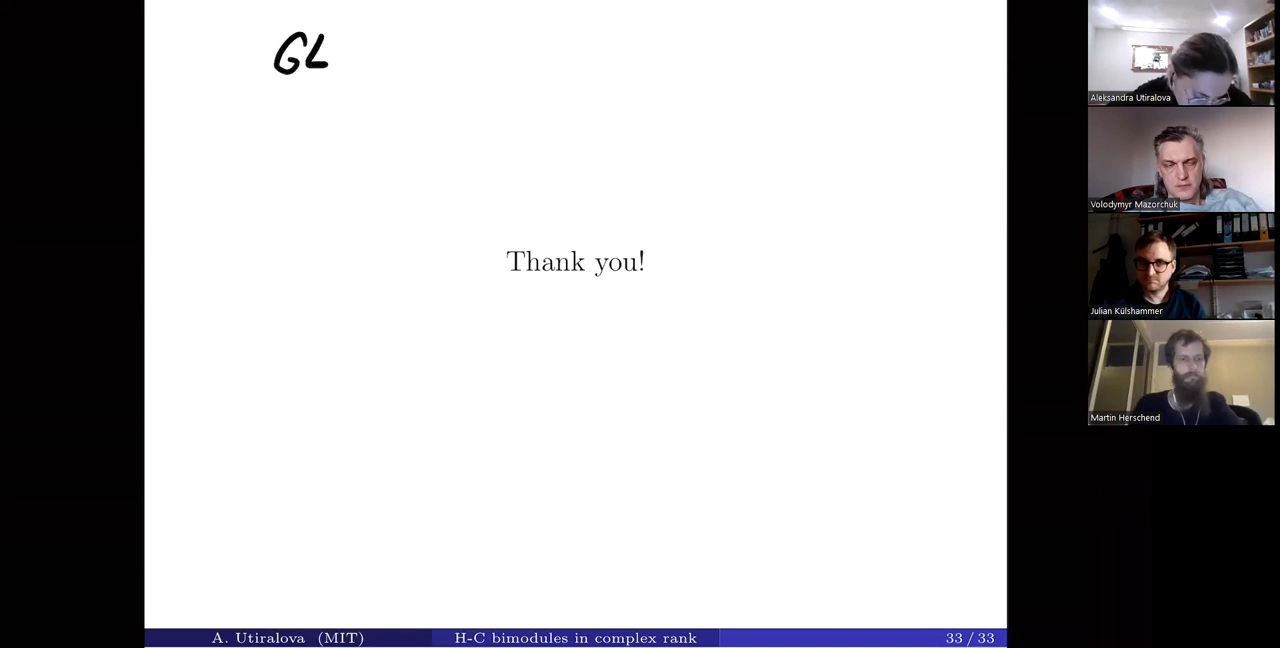 GL
Thank you!
A. Utiralova (MIT)
H-C bimodules in complex rank
33 / 33
Aleksandra Utiralova
Volodymyr Mazorchuk
Julian Külshammer
Martin Herschend